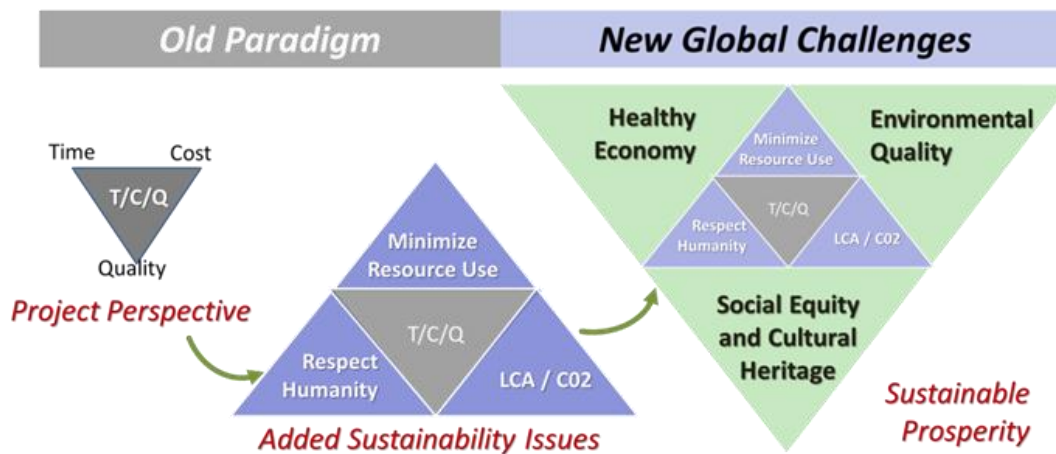 Old Paradigm
New Global Challenges
Time
Cost
T/C/Q
Quality
Project Perspective
Minimize
Resource Use
T/C/Q
Respect
Humanity
LCA / C02
Added Sustainability Issues
Healthy
Economy
Environmental
Quality
Minimize
Resource Use
T/C/Q
Respect
Humanity
LCA / C02
Social Equity
and Cultural
Heritage
Sustainable
Prosperity